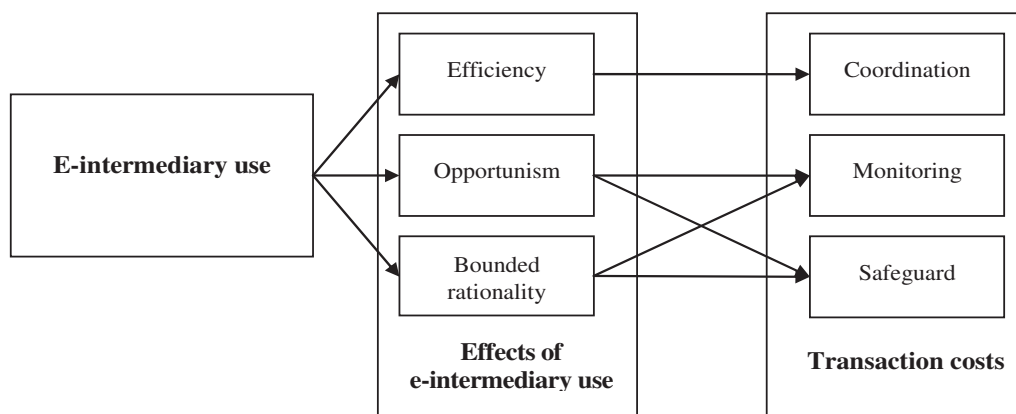 E-intermediary use
Efficiency
Opportunism
Bounded
rationality
Effects of
e-intermediary use
Coordination
Monitoring
Safeguard
Transaction costs